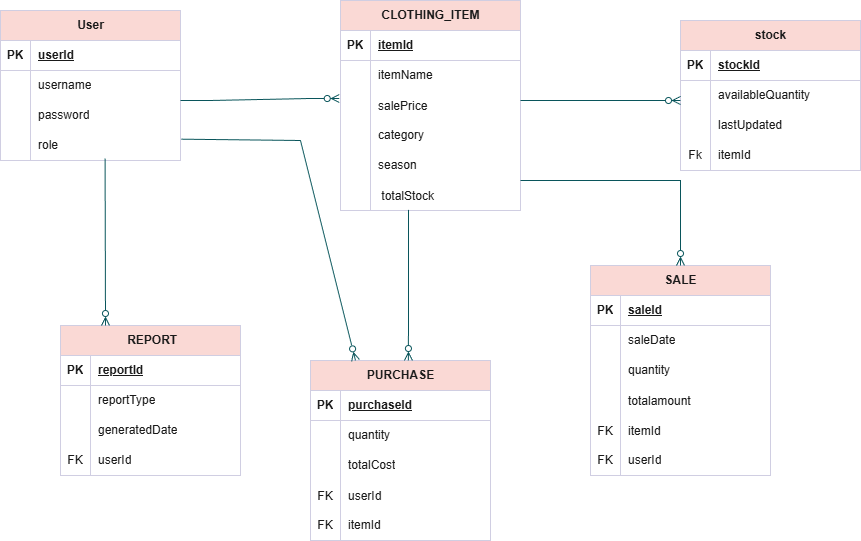 User
PK userId
username
password
role
CLOTHING_ITEM
PK itemId
itemName
salePrice
category
season
totalStock
stock
PK stockId
availableQuantity
lastUpdated
Fk itemId
REPORT
PK reportId
reportType
generatedDate
FK userId
PURCHASE
PK purchaseId
quantity
totalCost
FK userId
FK itemId
SALE
PK saleId
saleDate
quantity
totalamount
FK itemId
FK userId